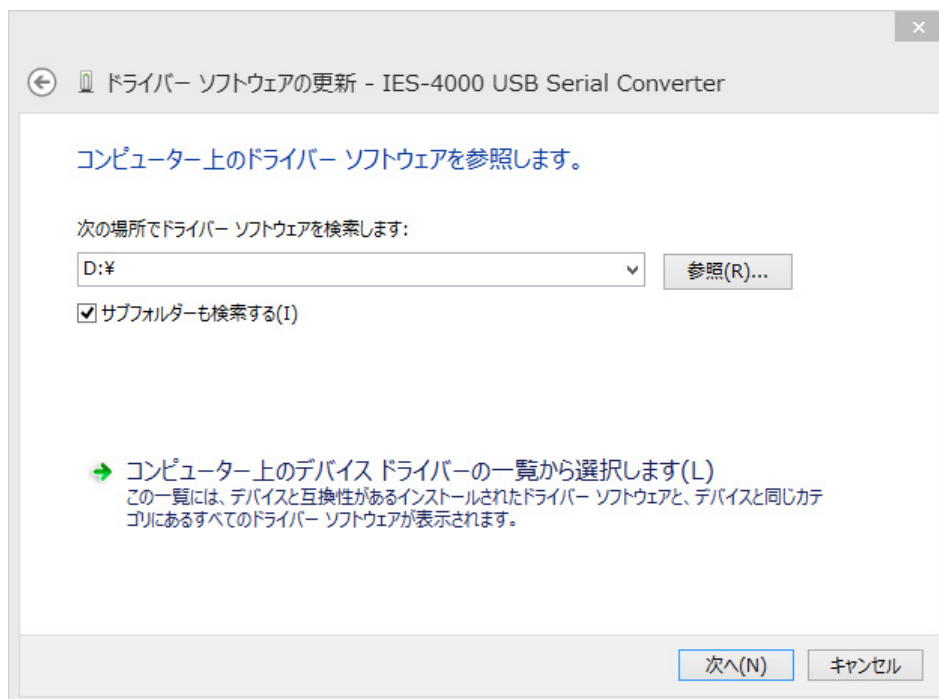 ドライバー ソフトウェアの更新 - IES-4000 USB Serial Converter
コンピューター上のドライバー ソフトウェアを参照します。
次の場所でドライバー ソフトウェアを検索します:
D:¥
参照(R)...
サブフォルダーも検索する(I)
コンピューター上のデバイス ドライバーの一覧から選択します(L)
この一覧には、デバイスと互換性があるインストールされたドライバー ソフトウェアと、デバイスと同じカテ
ゴリにあるすべてのドライバー ソフトウェアが表示されます。
次へ(N)
キャンセル